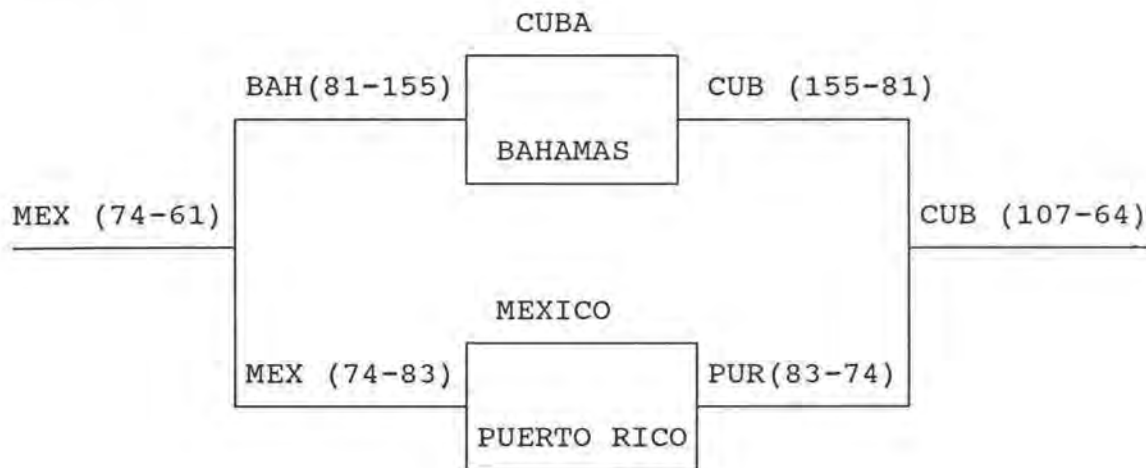 CUBA
BAH(81-155) CUB (155-81)
BAHAMAS
MEX (74-61) CUB (107-64)
MEXICO
MEX (74-83) PUR(83-74)
PUERTO RICO